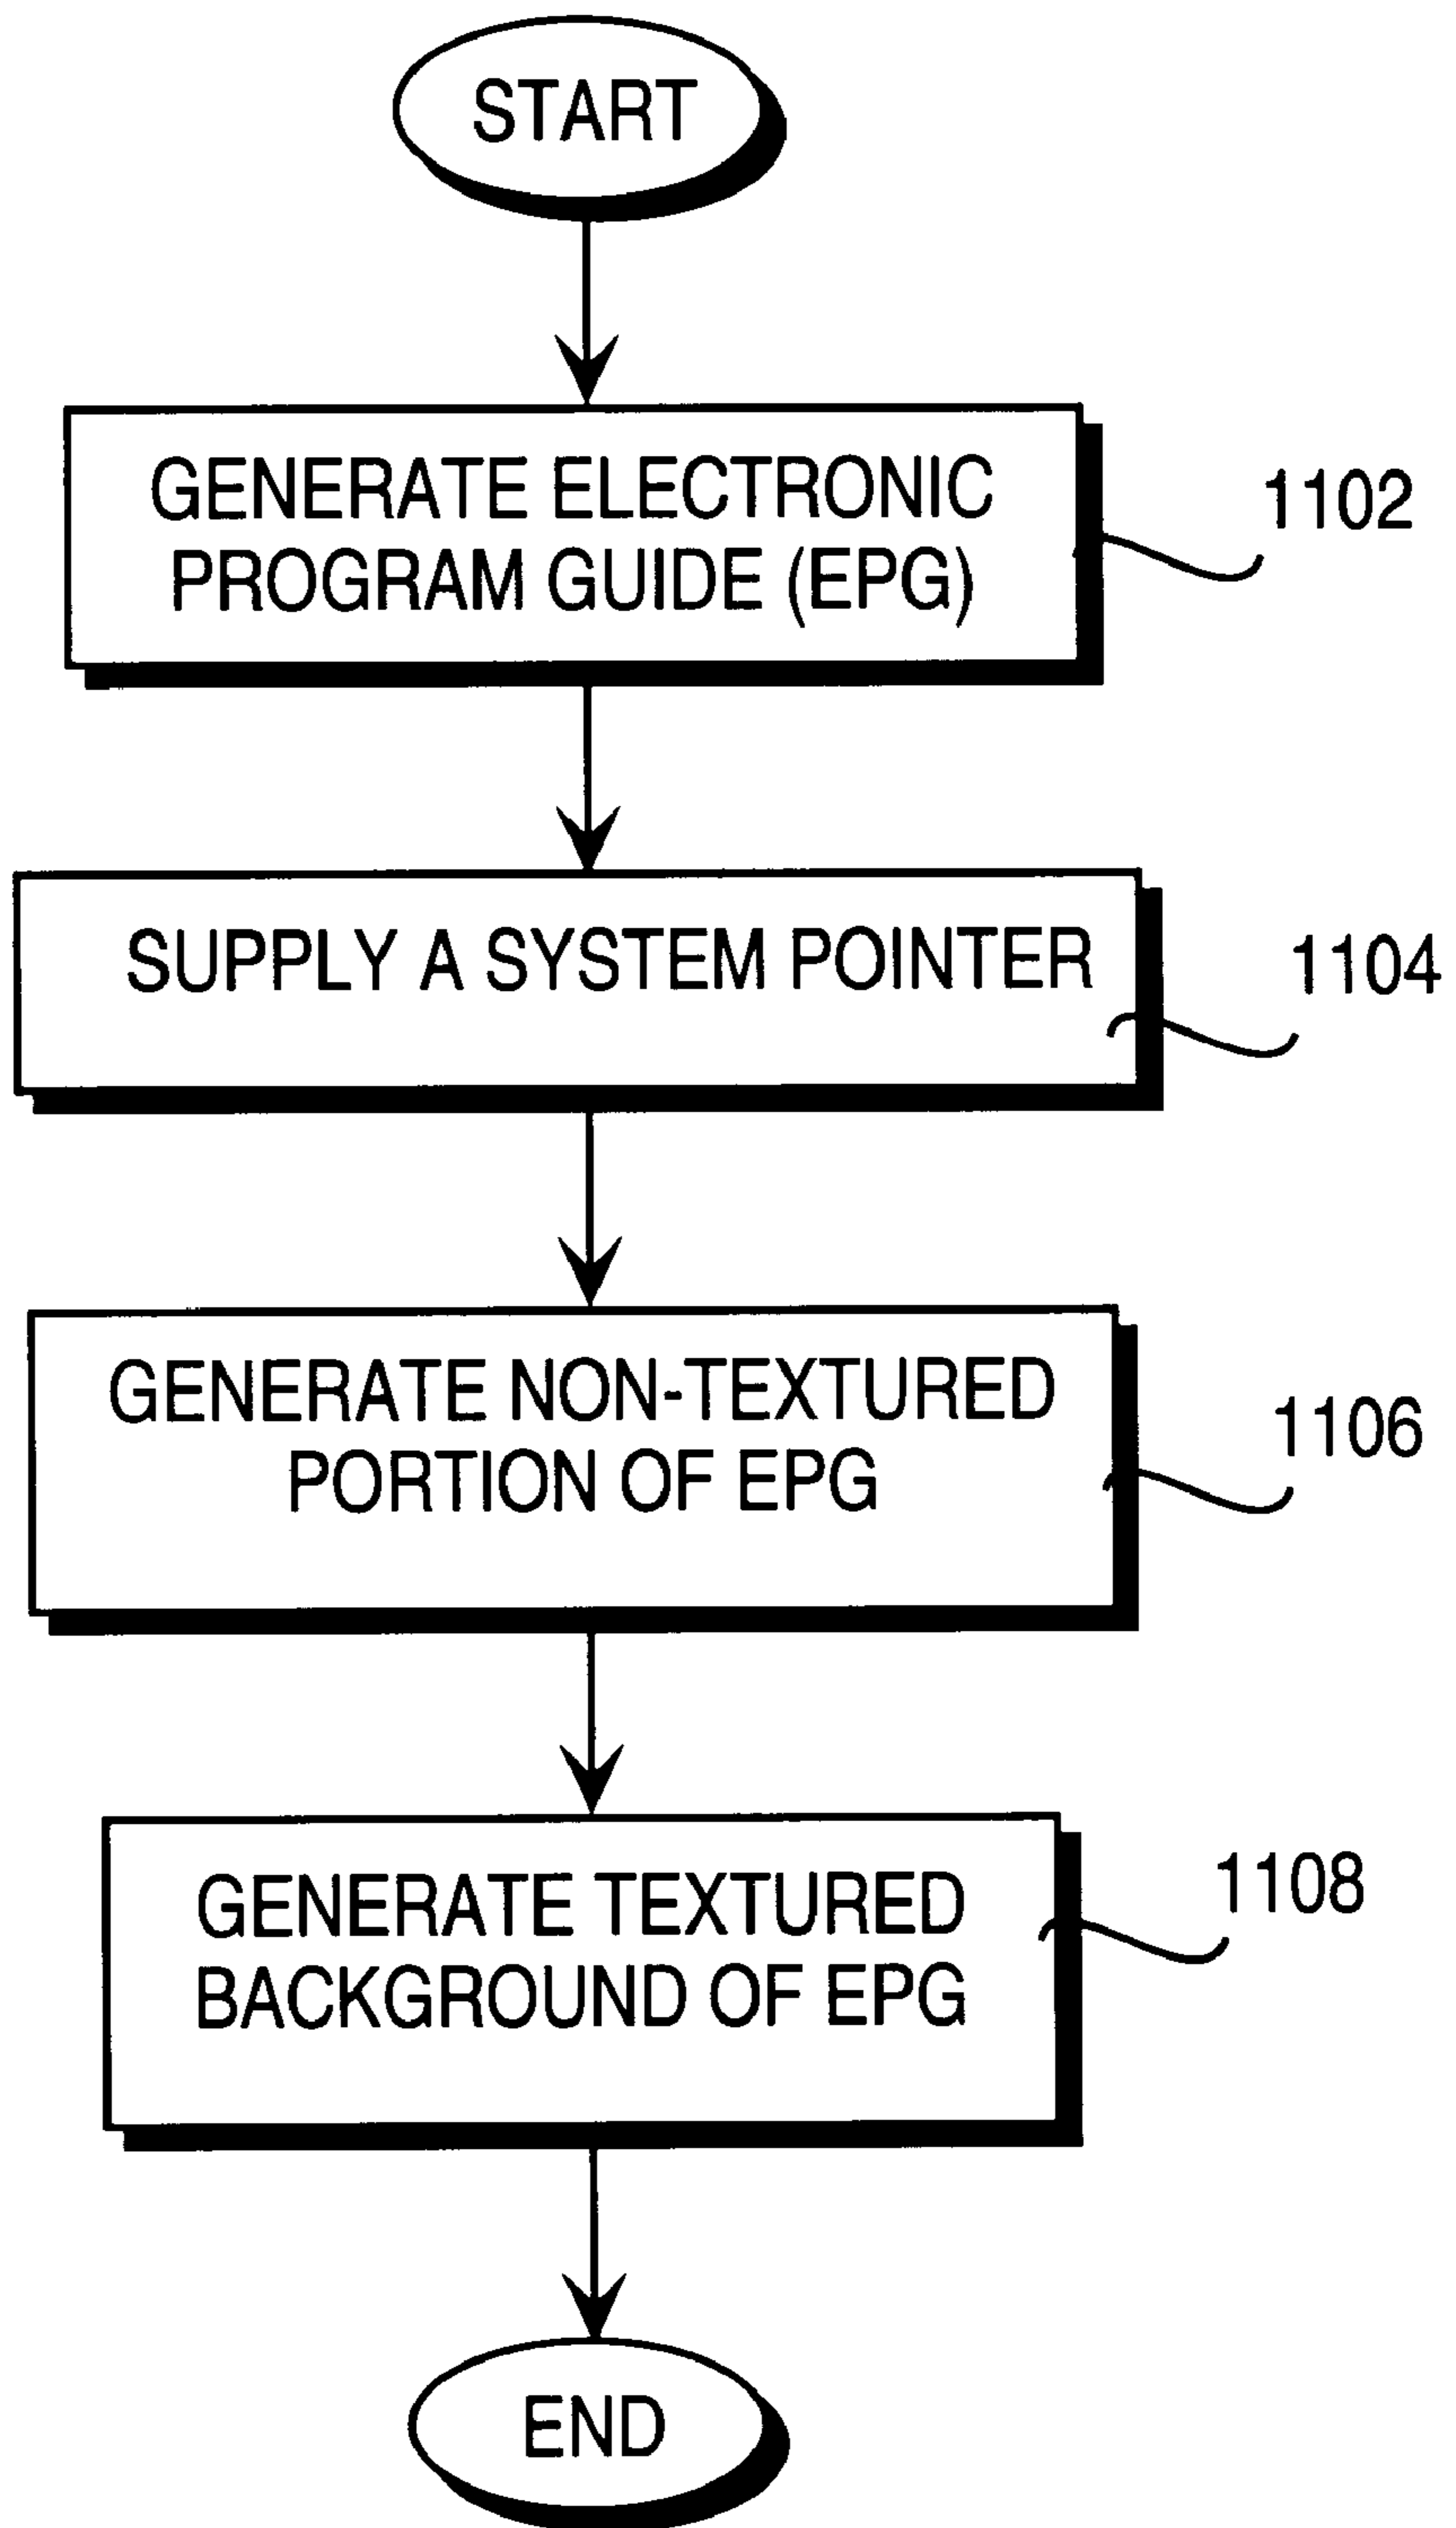 START
GENERATE ELECTRONIC
PROGRAM GUIDE (EPG)
1102
SUPPLY A SYSTEM POINTER
1104
GENERATE NON-TEXTURED
PORTION OF EPG
1106
GENERATE TEXTURED
BACKGROUND OF EPG
1108
END